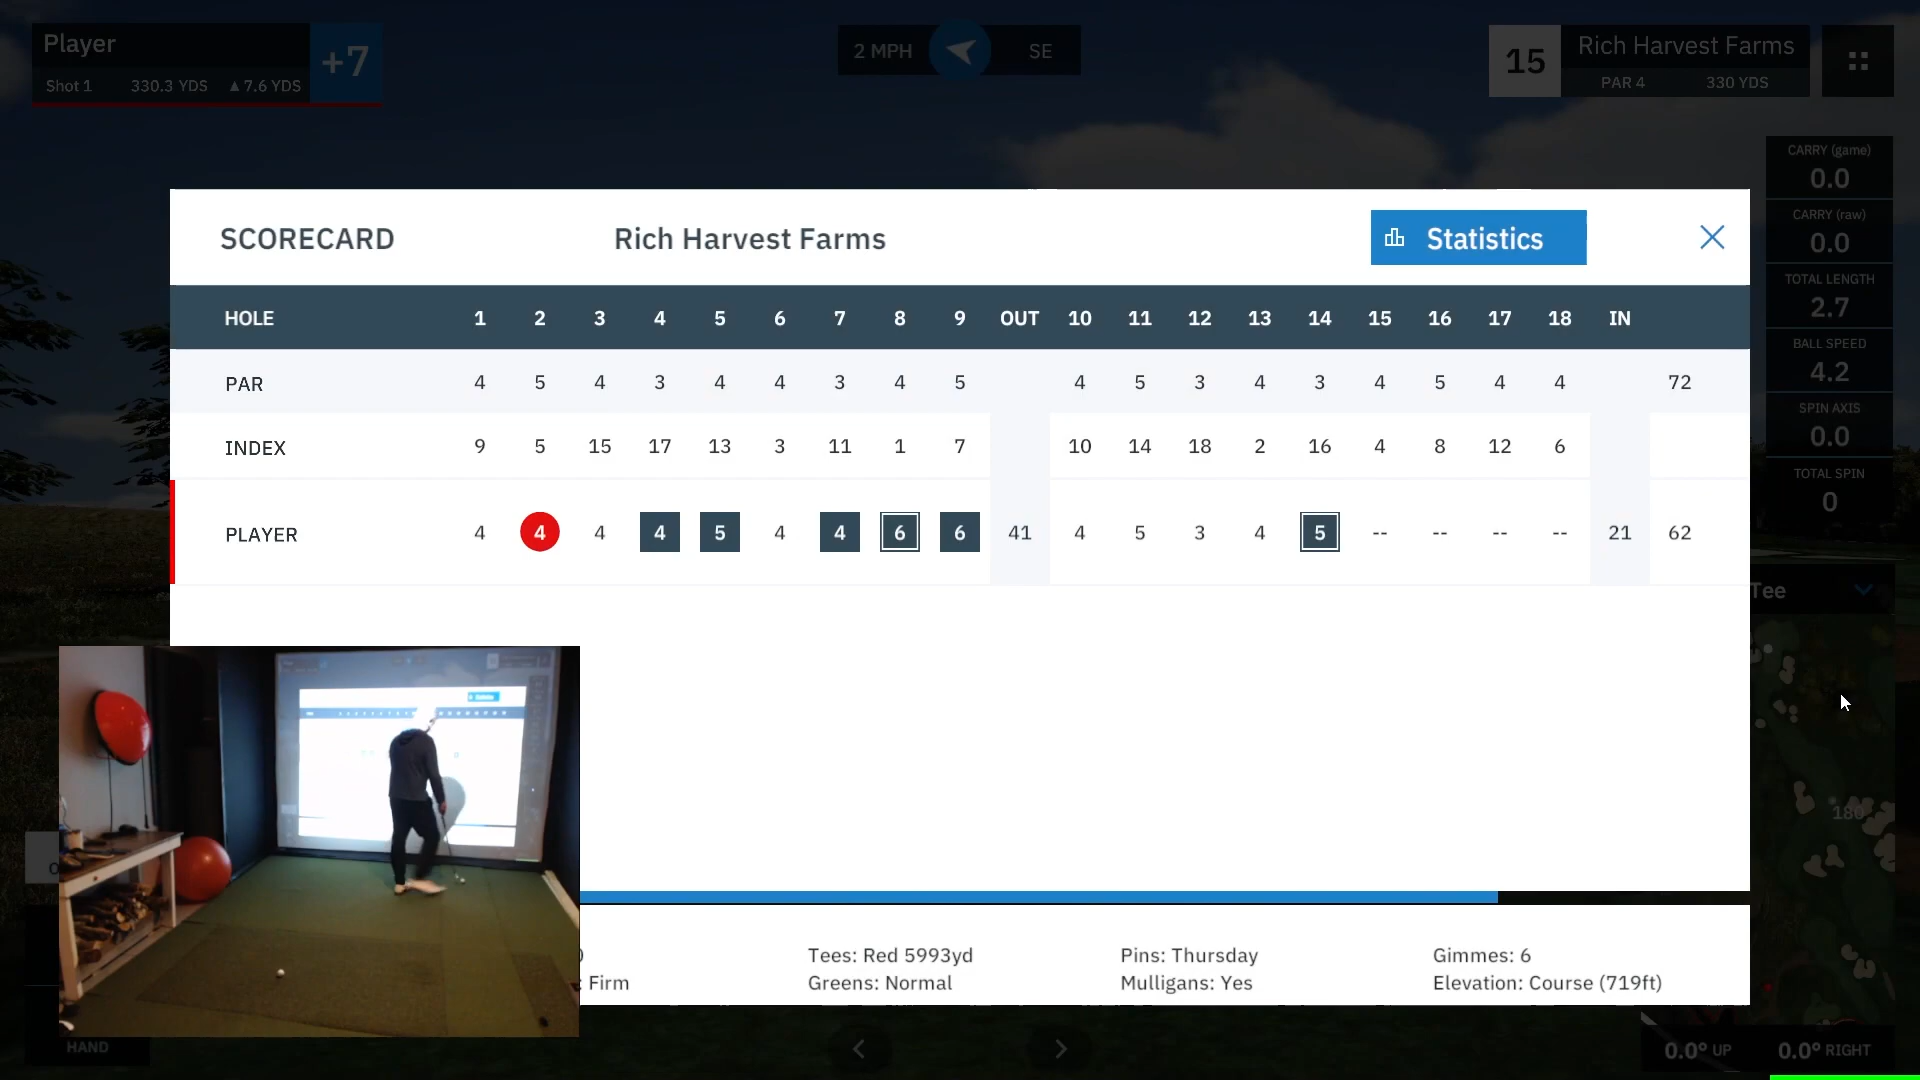 Player
Shot 1 330.3 YDS ▲7.6 YDS
+7
2 MPH SE
15
Rich Harvest Farms
PAR 4 330 YDS
CARRY (game)
0.0
CARRY (raw)
0.0
TOTAL LENGTH
2.7
BALL SPEED
4.2
SPIN AXIS
0.0
TOTAL SPIN
0
SCORECARD Rich Harvest Farms Statistics
HOLE 1 2 3 4 5 6 7 8 9 OUT 10 11 12 13 14 15 16 17 18 IN
PAR 4 5 4 3 4 4 3 4 5 4 5 3 4 3 4 5 4 4 72
INDEX 9 5 15 17 13 3 11 1 7 10 14 18 2 16 4 8 12 6
PLAYER 4 4 4 4 5 4 4 6 6 41 4 5 3 4 5 -- -- -- -- 21 62
Tee
180
Tees: Red 5993yd Pins: Thursday Gimmes: 6
: Firm Greens: Normal Mulligans: Yes Elevation: Course (719ft)
HAND
0.0° UP 0.0° RIGHT